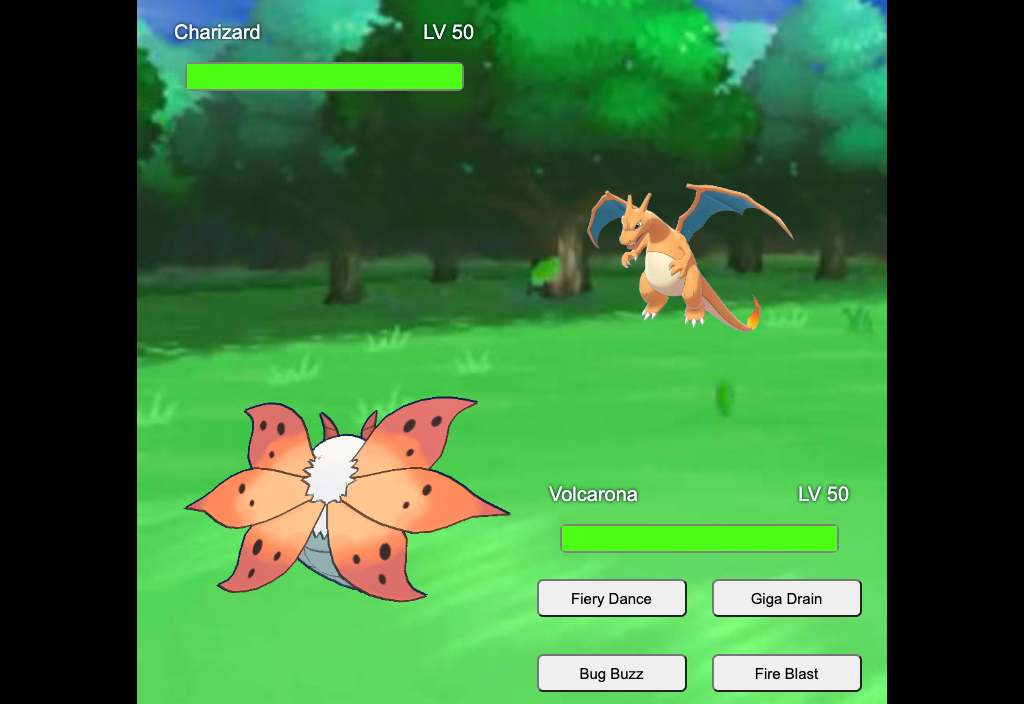 Charizard LV 50
Volcarona LV 50
Fiery Dance Giga Drain
Bug Buzz Fire Blast